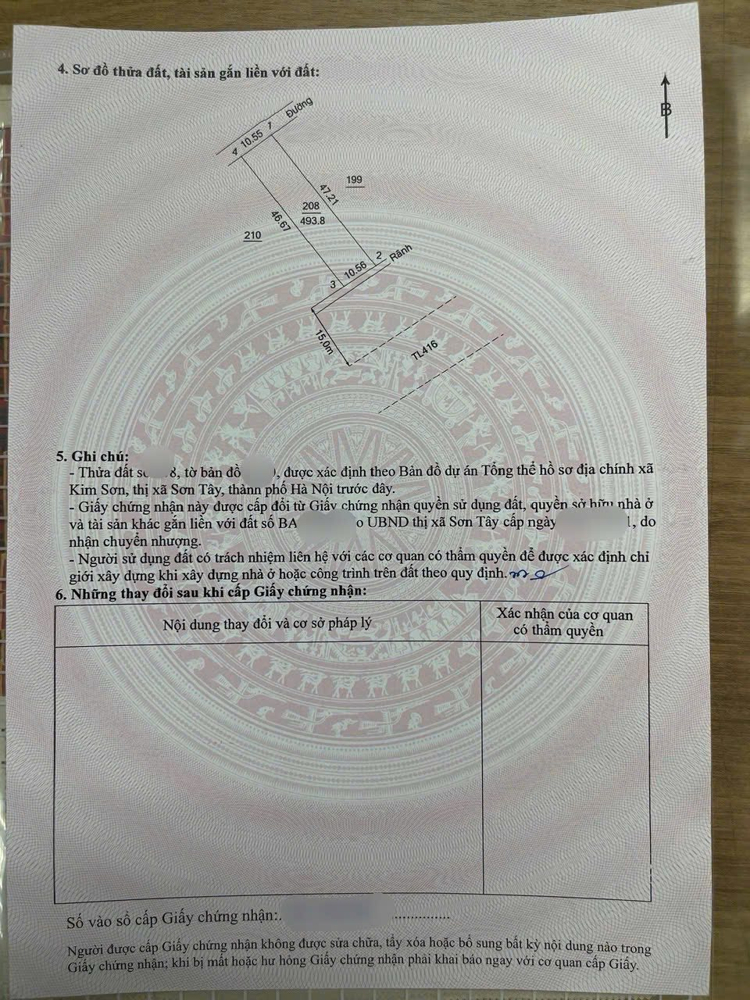 4. Sơ đồ thửa đất, tài sản gắn liền với đất:
B
Đường
4 10.55 1
199
47.21
208
493.8
46.67
210
2 Rãnh
10.56
3
15.0m
TL416
5. Ghi chú:
- Thửa đất số 8, tờ bản đồ , được xác định theo Bản đồ dự án Tổng thể hồ sơ địa chính xã
Kim Sơn, thị xã Sơn Tây, thành phố Hà Nội trước đây.
- Giấy chứng nhận này được cấp đổi từ Giấy chứng nhận quyền sử dụng đất, quyền sở hữu nhà ở
và tài sản khác gắn liền với đất số BA UBND thị xã Sơn Tây cấp ngày , do
nhận chuyển nhượng.
- Người sử dụng đất có trách nhiệm liên hệ với các cơ quan có thẩm quyền để được xác định chỉ
giới xây dựng khi xây dựng nhà ở hoặc công trình trên đất theo quy định.
6. Những thay đổi sau khi cấp Giấy chứng nhận:
Nội dung thay đổi và cơ sở pháp lý
Xác nhận của cơ quan
có thẩm quyền
Số vào sổ cấp Giấy chứng nhận:
Người được cấp Giấy chứng nhận không được sửa chữa, tẩy xóa hoặc bổ sung bất kỳ nội dung nào trong
Giấy chứng nhận; khi bị mất hoặc hư hỏng Giấy chứng nhận phải khai báo ngay với cơ quan cấp Giấy.